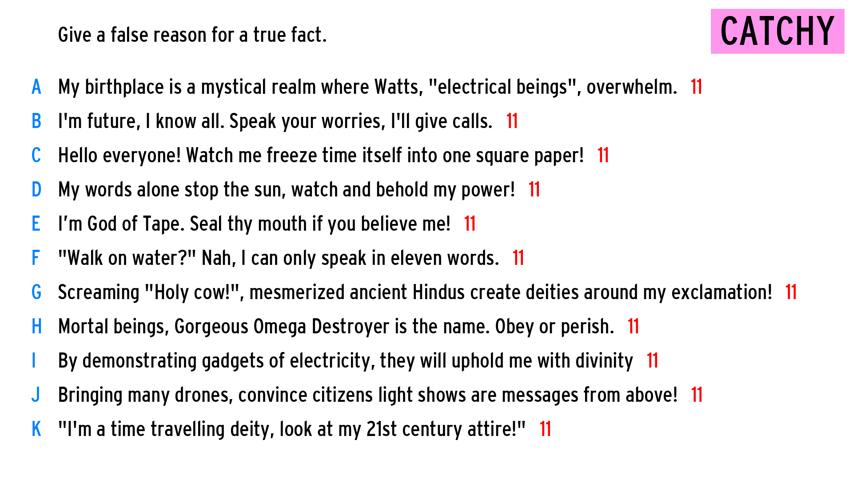 Give a false reason for a true fact.
CATCHY
A My birthplace is a mystical realm where Watts, "electrical beings", overwhelm. 11
B I'm future, I know all. Speak your worries, I'll give calls. 11
C Hello everyone! Watch me freeze time itself into one square paper! 11
D My words alone stop the sun, watch and behold my power! 11
E I'm God of Tape. Seal thy mouth if you believe me! 11
F "Walk on water?" Nah, I can only speak in eleven words. 11
G Screaming "Holy cow!", mesmerized ancient Hindus create deities around my exclamation! 11
H Mortal beings, Gorgeous Omega Destroyer is the name. Obey or perish. 11
I By demonstrating gadgets of electricity, they will uphold me with divinity 11
J Bringing many drones, convince citizens light shows are messages from above! 11
K "I'm a time travelling deity, look at my 21st century attire!" 11